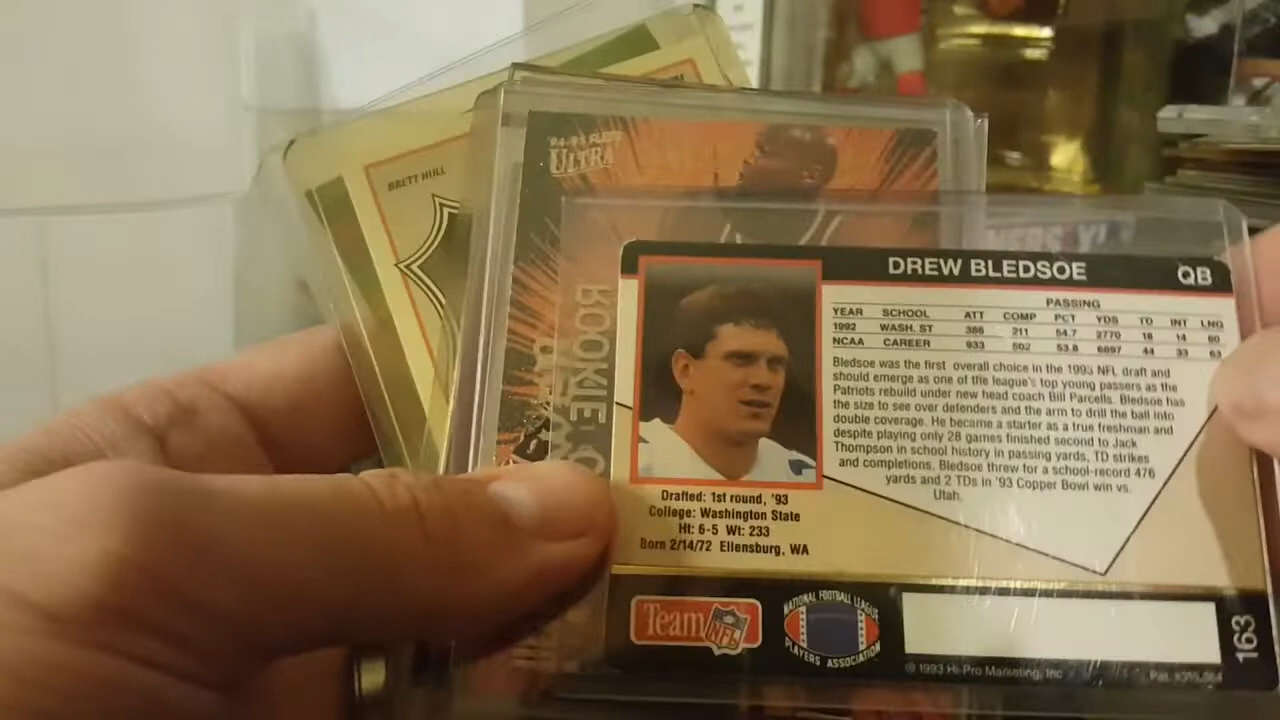 BRETT HULL
'94-'95 FLEER
ULTRA
ROOKIE
DREW BLEDSOE QB
PASSING
YEAR SCHOOL ATT COMP PCT YDS TD INT LNG
1992 WASH. ST 386 211 54.7 2770 18 14 60
NCAA CAREER 933 502 53.8 6897 44 33 63
Bledsoe was the first overall choice in the 1993 NFL draft and
should emerge as one of the league's top young passers as the
Patriots rebuild under new head coach Bill Parcells. Bledsoe has
the size to see over defenders and the arm to drill the ball into
double coverage. He became a starter as a true freshman and
despite playing only 28 games finished second to Jack
Thompson in school history in passing yards, TD strikes
and completions. Bledsoe threw for a school-record 476
yards and 2 TDs in '93 Copper Bowl win vs.
Utah.
Drafted: 1st round, '93
College: Washington State
Ht: 6-5 Wt: 233
Born 2/14/72 Ellensburg, WA
Team NFL
NATIONAL FOOTBALL LEAGUE
PLAYERS ASSOCIATION
© 1993 Hi-Pro Marketing, Inc
163